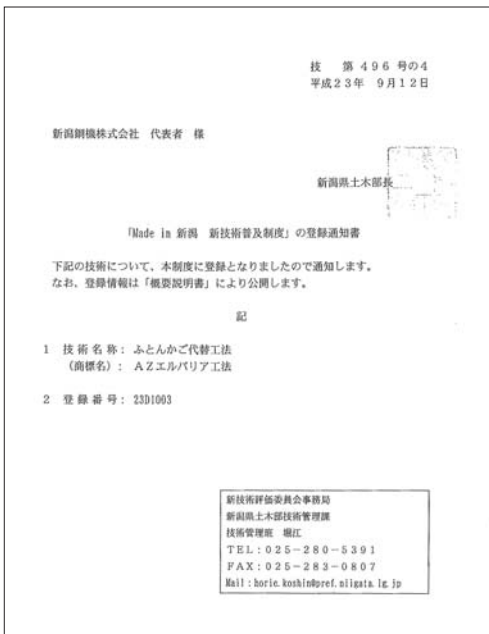 技 第496号の4
平成23年 9月12日
新潟鋼機株式会社 代表者 様
新潟県土木部長
「Made in 新潟 新技術普及制度」の登録通知書
下記の技術について、本制度に登録となりましたので通知します。
なお、登録情報は「概要説明書」により公開します。
記
1 技術名称：ふとんかご代替工法
（商標名）：AZエルバリア工法
2 登録番号：23D1003
新技術評価委員会事務局
新潟県土木部技術管理課
技術管理班 堀江
TEL：025－280－5391
FAX：025－283－0807
Mail：horie.koshin@pref.niigata.lg.jp